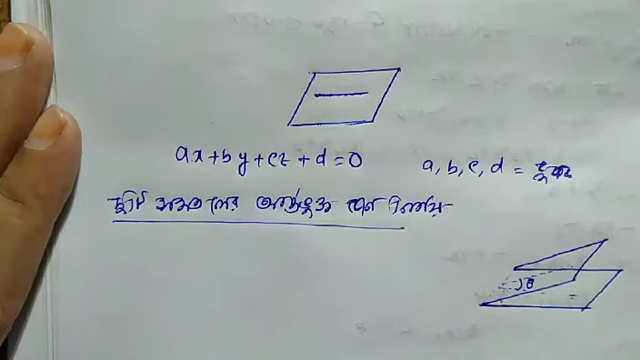 ax+by+cz+d=0 a, b, c, d = ধ্রুবক
দুটি সমতলের অন্তর্ভুক্ত কোণ নির্ণয়
θ